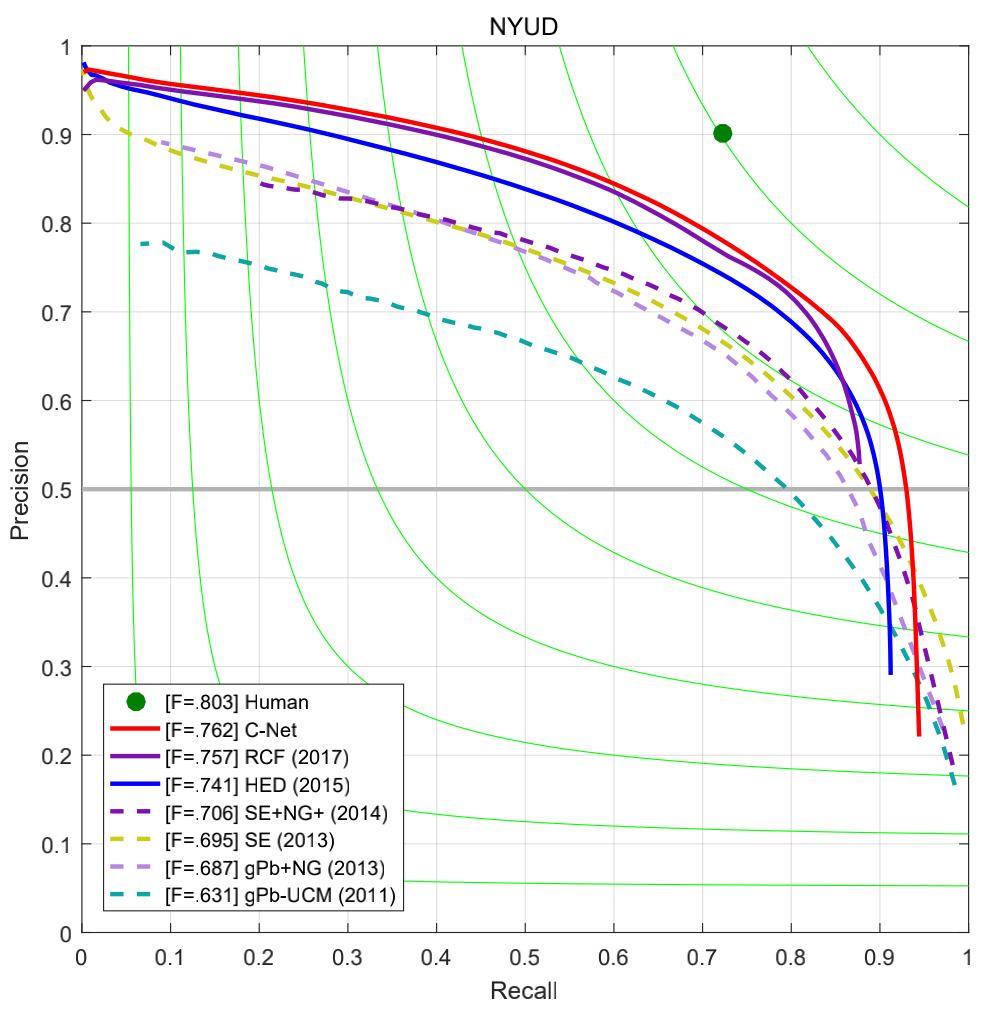 NYUD
1
0.9
0.8
0.7
0.6
0.5
0.4
0.3
0.2
0.1
0
Precision
[F=.803] Human
[F=.762] C-Net
[F=.757] RCF (2017)
[F=.741] HED (2015)
[F=.706] SE+NG+ (2014)
[F=.695] SE (2013)
[F=.687] gPb+NG (2013)
[F=.631] gPb-UCM (2011)
0 0.1 0.2 0.3 0.4 0.5 0.6 0.7 0.8 0.9 1
Recall